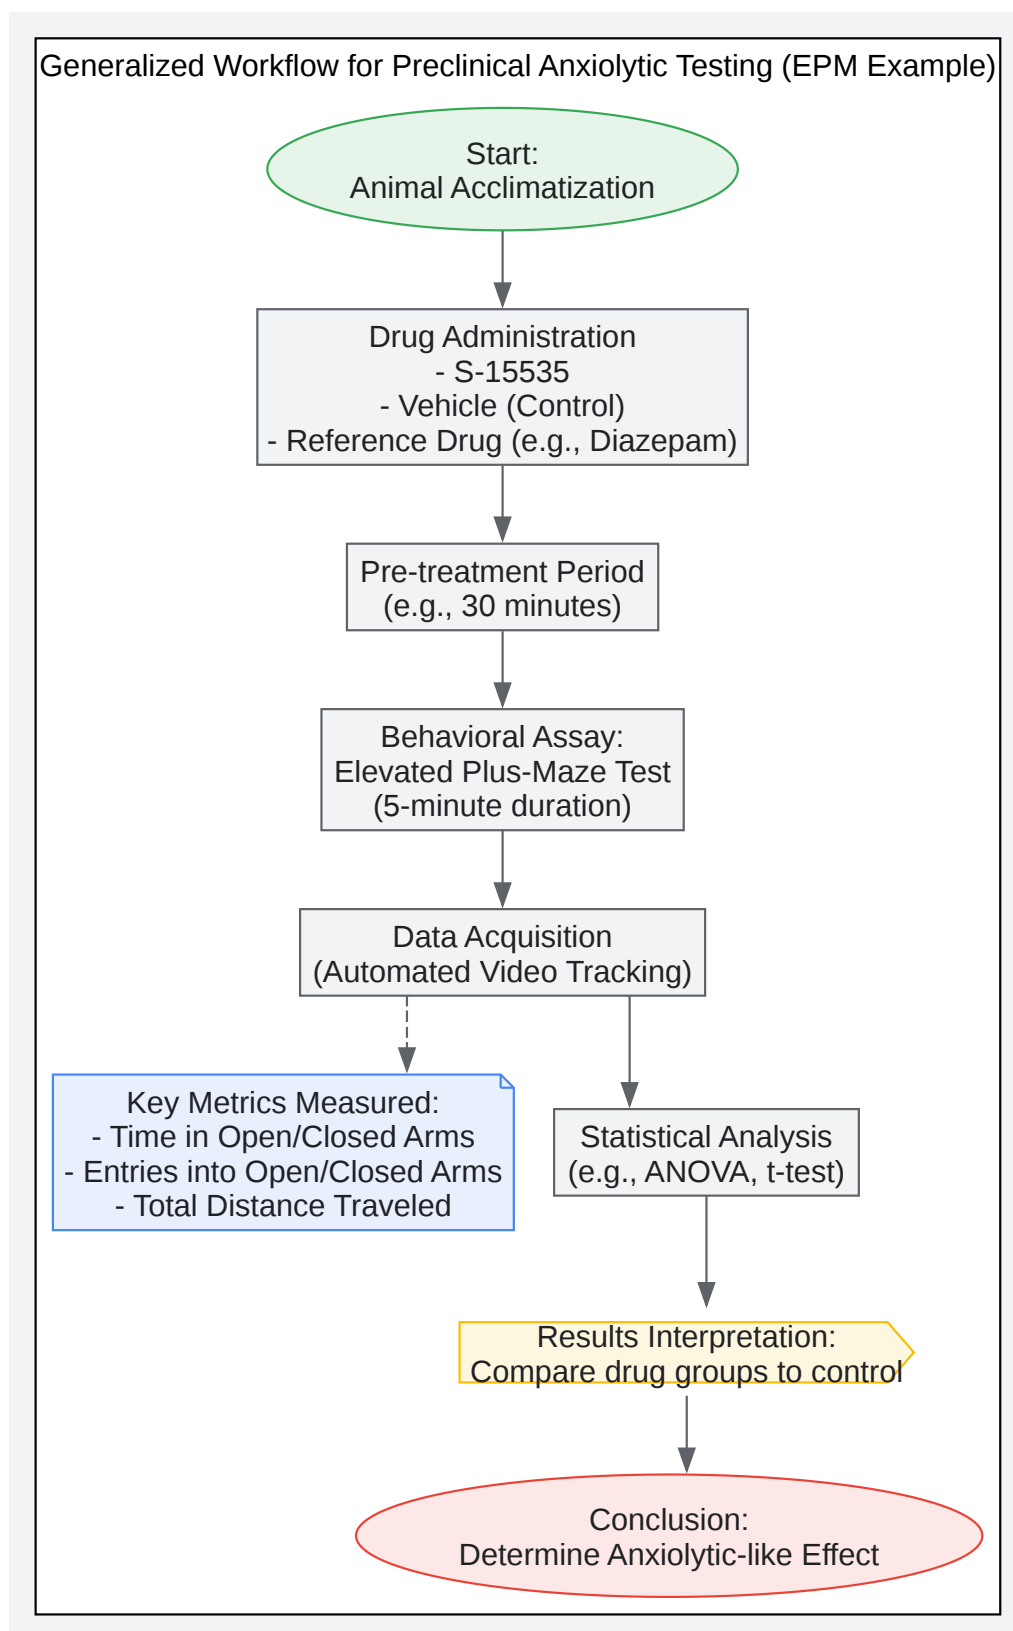 Generalized Workflow for Preclinical Anxiolytic Testing (EPM Example)
Start:
Animal Acclimatization
Drug Administration
- S-15535
- Vehicle (Control)
- Reference Drug (e.g., Diazepam)
Pre-treatment Period
(e.g., 30 minutes)
Behavioral Assay:
Elevated Plus-Maze Test
(5-minute duration)
Data Acquisition
(Automated Video Tracking)
Key Metrics Measured:
- Time in Open/Closed Arms
- Entries into Open/Closed Arms
- Total Distance Traveled
Statistical Analysis
(e.g., ANOVA, t-test)
Results Interpretation:
Compare drug groups to control
Conclusion:
Determine Anxiolytic-like Effect